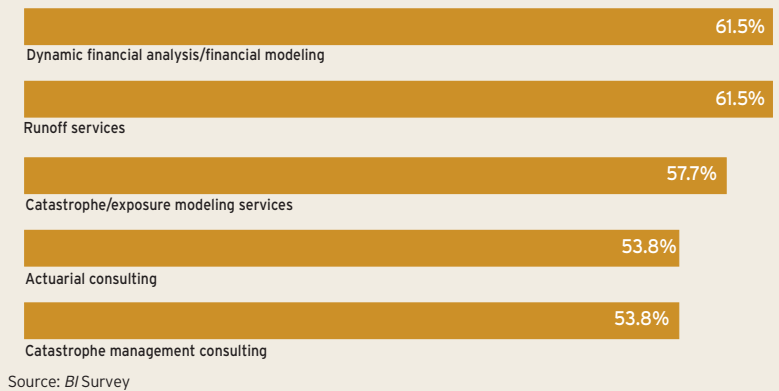 61.5%
Dynamic financial analysis/financial modeling
61.5%
Runoff services
57.7%
Catastrophe/exposure modeling services
53.8%
Actuarial consulting
53.8%
Catastrophe management consulting
Source: BI Survey